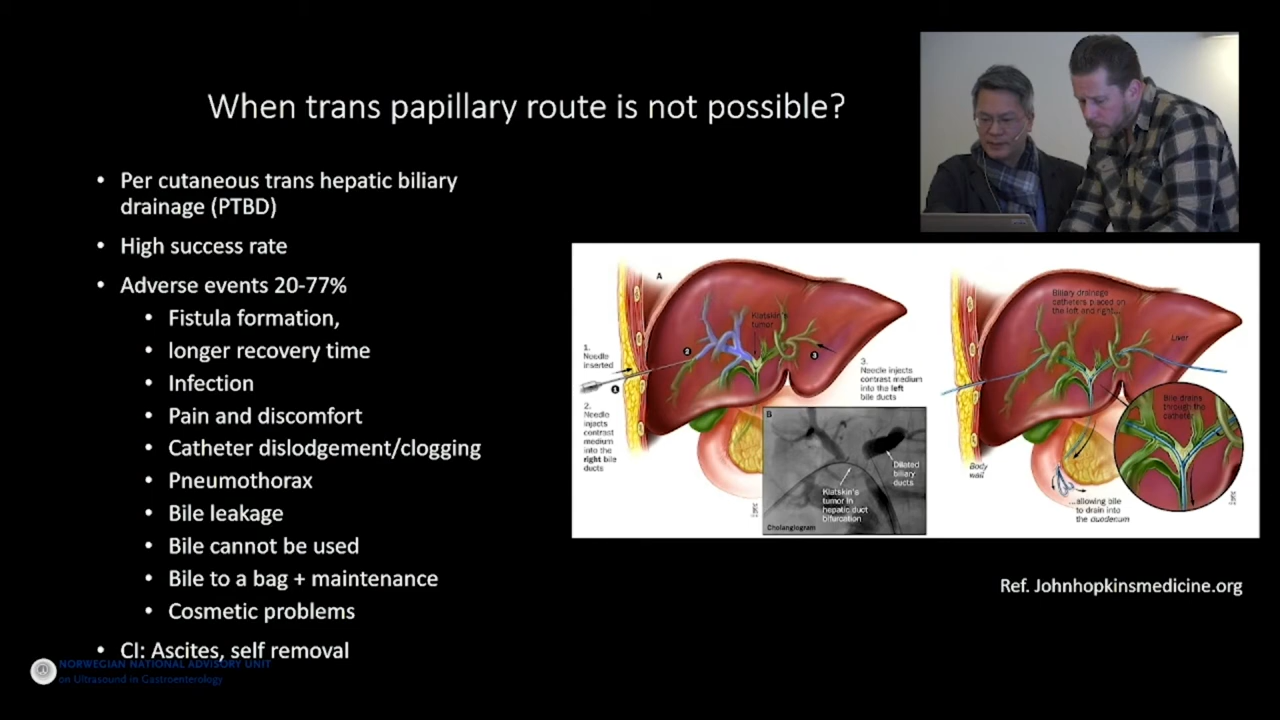 When trans papillary route is not possible?
• Per cutaneous trans hepatic biliary
drainage (PTBD)
• High success rate
• Adverse events 20-77%
• Fistula formation,
• longer recovery time
• Infection
• Pain and discomfort
• Catheter dislodgement/clogging
• Pneumothorax
• Bile leakage
• Bile cannot be used
• Bile to a bag + maintenance
• Cosmetic problems
• CI: Ascites, self removal
NORWEGIAN NATIONAL ADVISORY UNIT
on Ultrasound in Gastroenterology
A
Klatskin's
tumor
1.
Needle
inserted
1
2
3
2.
Needle
injects
contrast
medium
into the
right bile
ducts
3.
Needle injects
contrast medium
into the left
bile ducts
B
Dilated
biliary
ducts
Klatskin's
tumor in
hepatic duct
bifurcation
Cholangiogram
Biliary drainage
catheters placed on
the left and right...
Liver
Bile drains
through the
catheter
Body
wall
...allowing bile
to drain into
the duodenum
Ref. Johnhopkinsmedicine.org